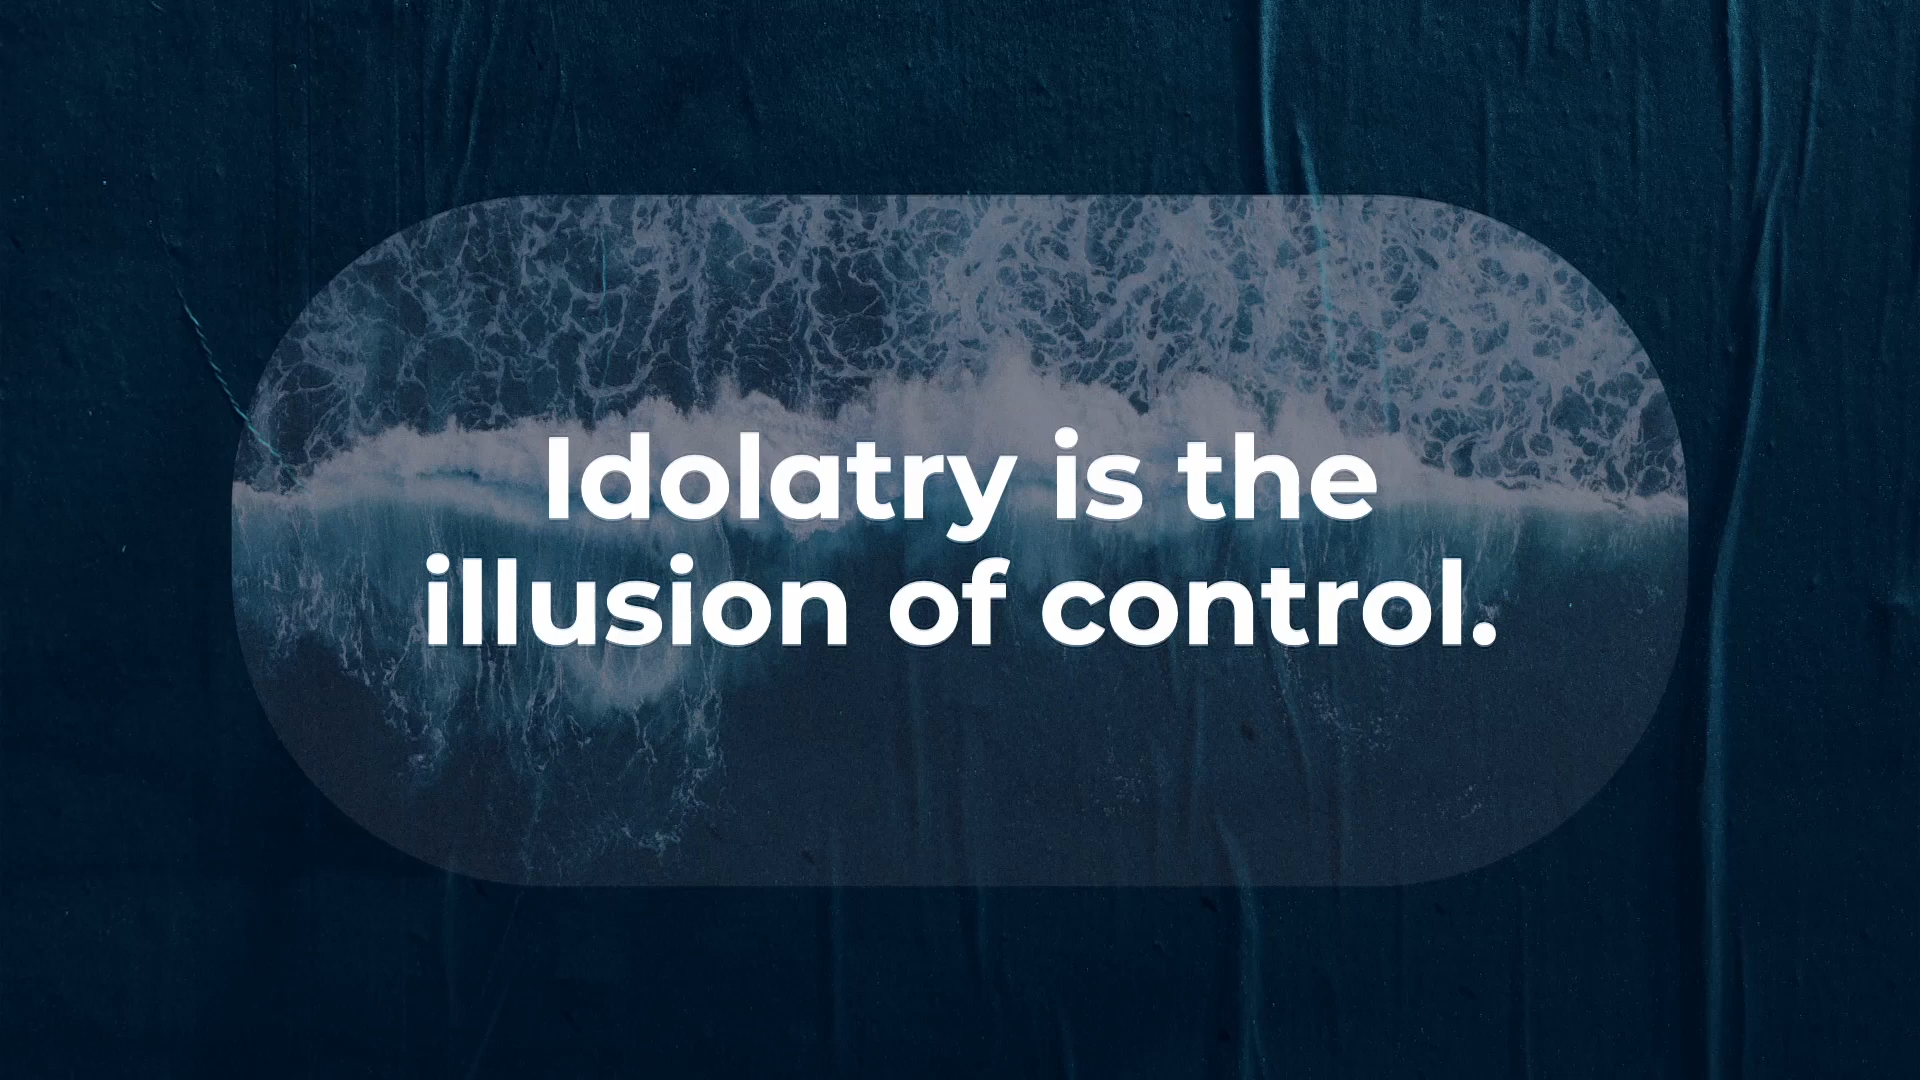 Idolatry is the
illusion of control.